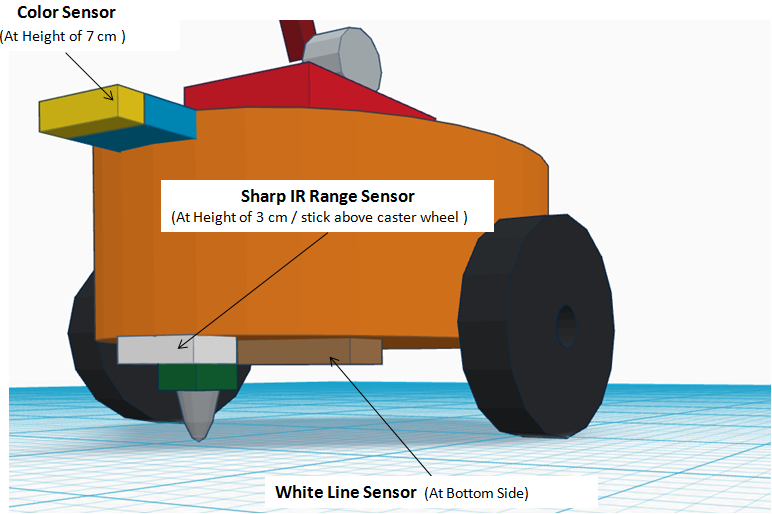 Color Sensor
(At Height of 7 cm )
Sharp IR Range Sensor
(At Height of 3 cm / stick above caster wheel )
White Line Sensor (At Bottom Side)